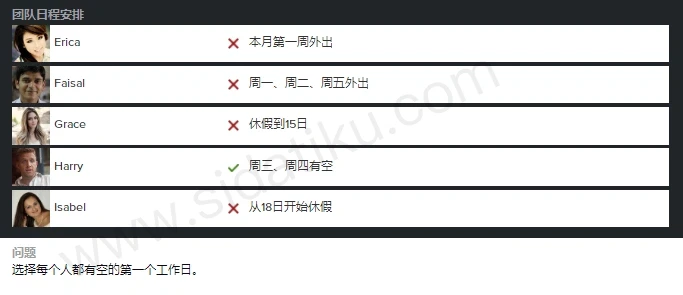 团队日程安排
Erica 本月第一周外出
Faisal 周一、周二、周五外出
Grace 休假到15日
Harry 周三、周四有空
Isabel 从18日开始休假
www.sidatiku.com
问题
选择每个人都有空的第一个工作日。